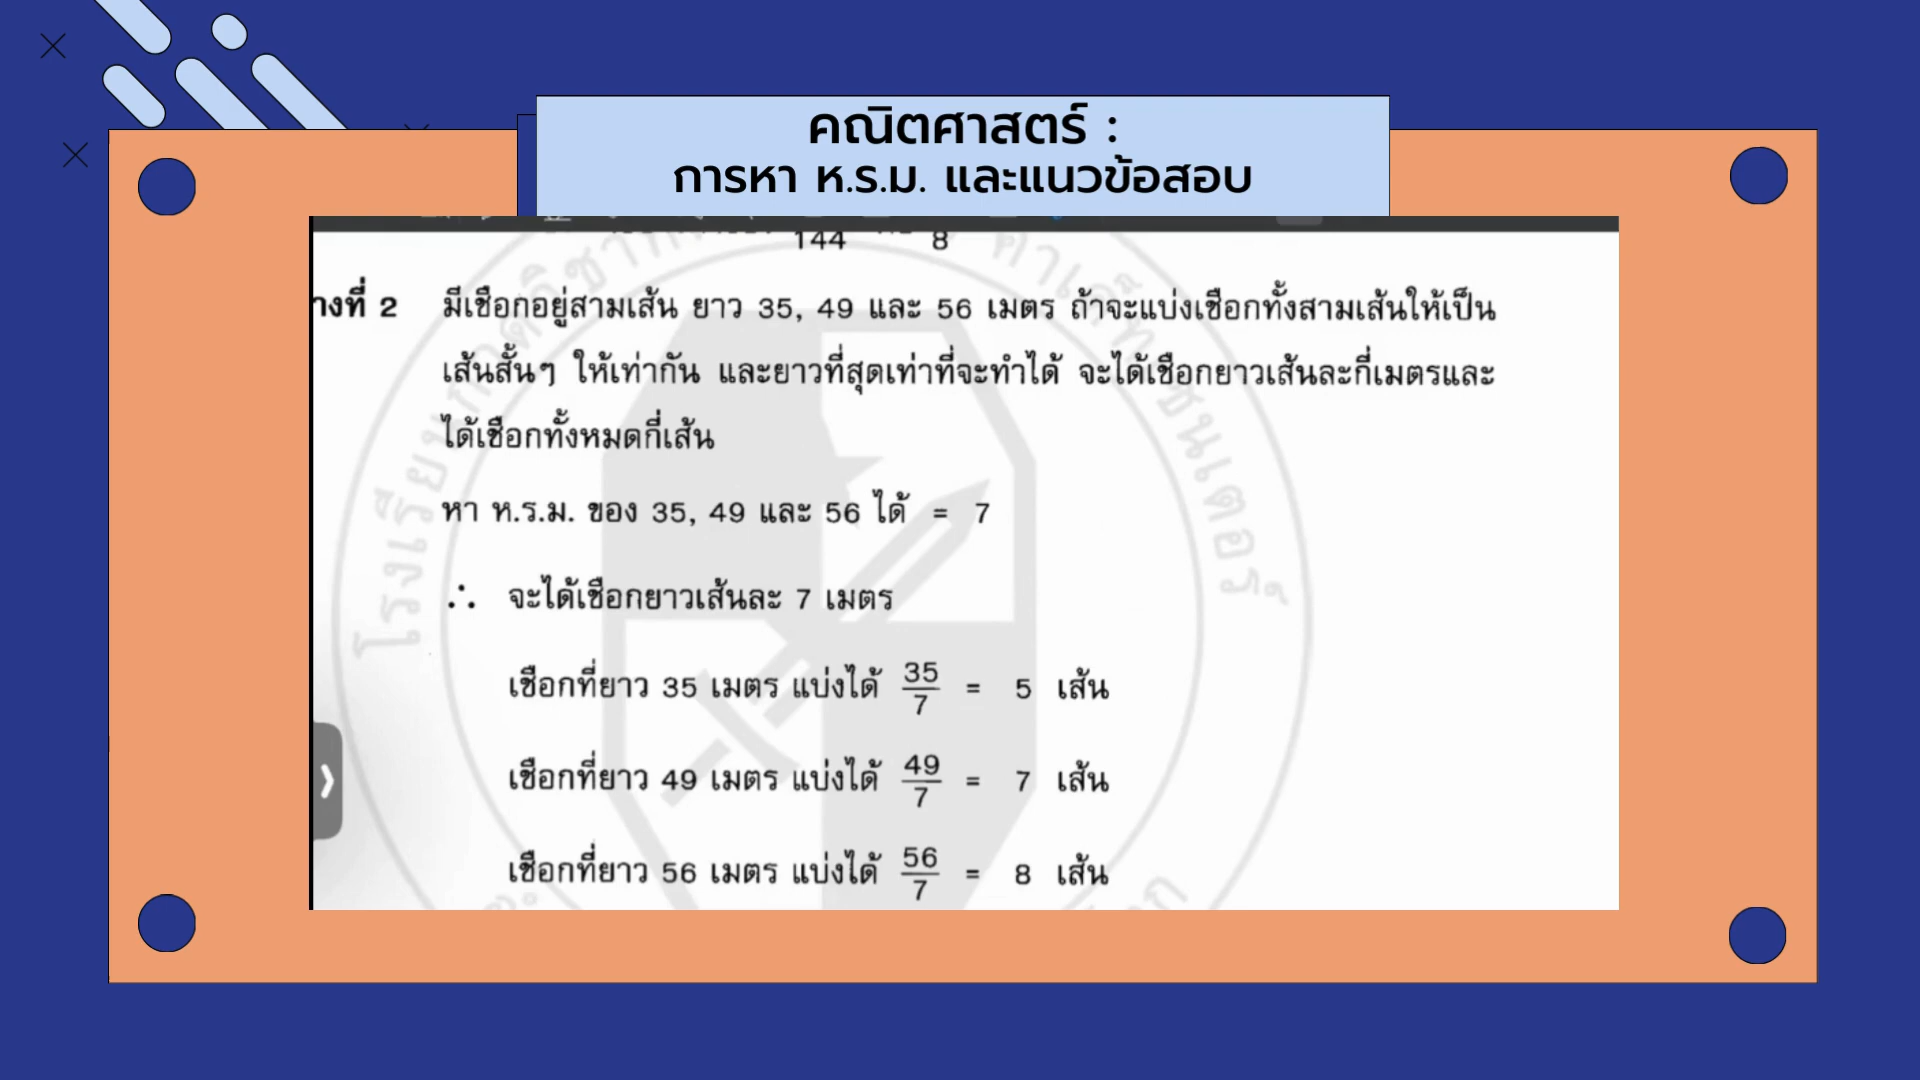 คณิตศาสตร์ :
การหา ห.ร.ม. และแนวข้อสอบ
144 8
างที่ 2 มีเชือกอยู่สามเส้น ยาว 35, 49 และ 56 เมตร ถ้าจะแบ่งเชือกทั้งสามเส้นให้เป็น
เส้นสั้นๆ ให้เท่ากัน และยาวที่สุดเท่าที่จะทำได้ จะได้เชือกยาวเส้นละกี่เมตรและ
ได้เชือกทั้งหมดกี่เส้น
หา ห.ร.ม. ของ 35, 49 และ 56 ได้ = 7
∴ จะได้เชือกยาวเส้นละ 7 เมตร
เชือกที่ยาว 35 เมตร แบ่งได้ 35/7 = 5 เส้น
เชือกที่ยาว 49 เมตร แบ่งได้ 49/7 = 7 เส้น
เชือกที่ยาว 56 เมตร แบ่งได้ 56/7 = 8 เส้น